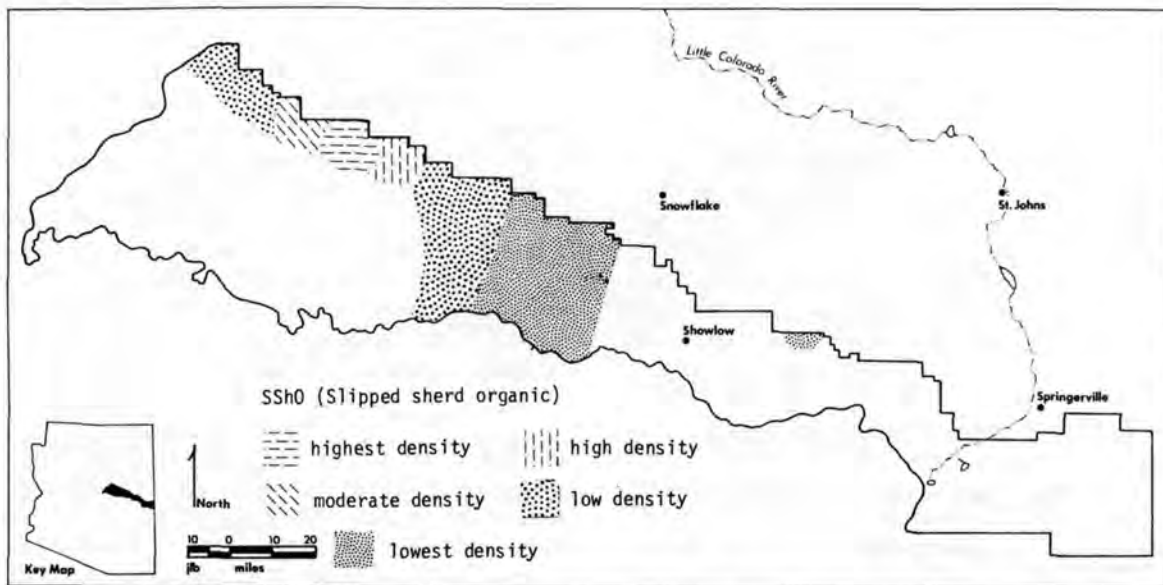 Little Colorado River
Snowflake
St. Johns
Showlow
Springerville
SShO (Slipped sherd organic)
highest density
high density
moderate density
low density
lowest density
North
10 0 10 20
jlb miles
Key Map